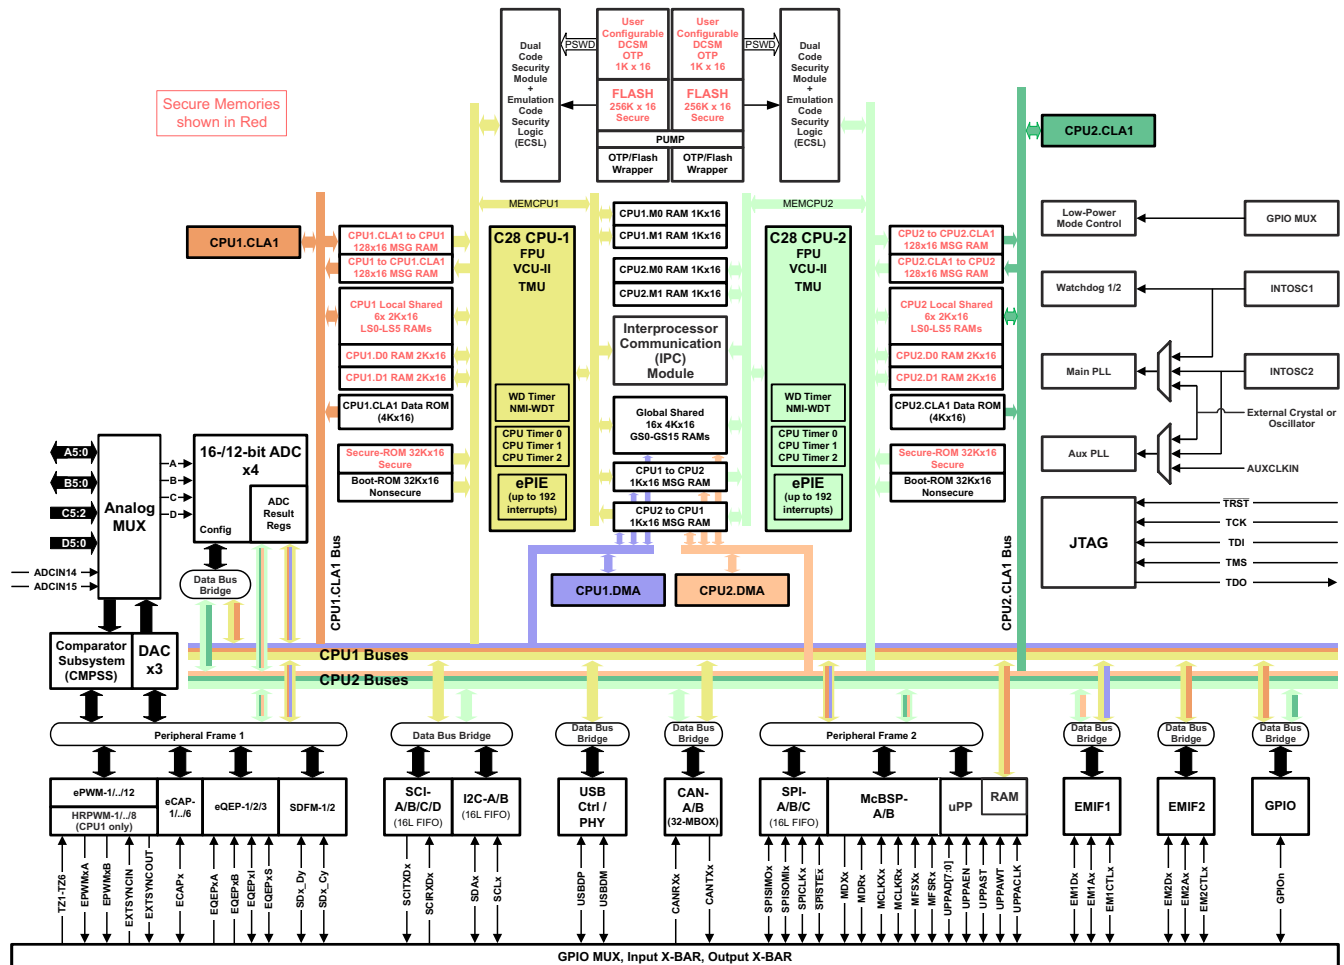 Secure Memories
shown in Red
Dual
Code
Security
Module
+
Emulation
Code
Security
Logic
(ECSL)
PSWD
User
Configurable
DCSM
OTP
1K x 16
User
Configurable
DCSM
OTP
1K x 16
PSWD
Dual
Code
Security
Module
+
Emulation
Code
Security
Logic
(ECSL)
FLASH
256K x 16
Secure
FLASH
256K x 16
Secure
PUMP
OTP/Flash
Wrapper
OTP/Flash
Wrapper
CPU2.CLA1
MEMCPU1
MEMCPU2
CPU1.CLA1
CPU1.CLA1 to CPU1
128x16 MSG RAM
CPU1 to CPU1.CLA1
128x16 MSG RAM
CPU1 Local Shared
6x 2Kx16
LS0-LS5 RAMs
CPU1.D0 RAM 2Kx16
CPU1.D1 RAM 2Kx16
CPU1.CLA1 Data ROM
(4Kx16)
Secure-ROM 32Kx16
Secure
Boot-ROM 32Kx16
Nonsecure
C28 CPU-1
FPU
VCU-II
TMU
WD Timer
NMI-WDT
CPU Timer 0
CPU Timer 1
CPU Timer 2
ePIE
(up to 192
interrupts)
CPU1.M0 RAM 1Kx16
CPU1.M1 RAM 1Kx16
CPU2.M0 RAM 1Kx16
CPU2.M1 RAM 1Kx16
Interprocessor
Communication
(IPC)
Module
Global Shared
16x 4Kx16
GS0-GS15 RAMs
CPU1 to CPU2
1Kx16 MSG RAM
CPU2 to CPU1
1Kx16 MSG RAM
C28 CPU-2
FPU
VCU-II
TMU
WD Timer
NMI-WDT
CPU Timer 0
CPU Timer 1
CPU Timer 2
ePIE
(up to 192
interrupts)
CPU2 to CPU2.CLA1
128x16 MSG RAM
CPU2.CLA1 to CPU2
128x16 MSG RAM
CPU2 Local Shared
6x 2Kx16
LS0-LS5 RAMs
CPU2.D0 RAM 2Kx16
CPU2.D1 RAM 2Kx16
CPU2.CLA1 Data ROM
(4Kx16)
Secure-ROM 32Kx16
Secure
Boot-ROM 32Kx16
Nonsecure
Low-Power
Mode Control
GPIO MUX
Watchdog 1/2
INTOSC1
Main PLL
INTOSC2
External Crystal or
Oscillator
Aux PLL
AUXCLKIN
JTAG
TRST
TCK
TDI
TMS
TDO
A5:0
B5:0
C5:2
D5:0
ADCIN14
ADCIN15
Analog
MUX
A
B
C
D
16-/12-bit ADC
x4
ADC
Result
Regs
Config
Data Bus
Bridge
CPU1.CLA1 Bus
CPU2.CLA1 Bus
CPU1.DMA
CPU2.DMA
Comparator
Subsystem
(CMPSS)
DAC
x3
CPU1 Buses
CPU2 Buses
Peripheral Frame 1
Data Bus Bridge
Data Bus
Bridge
Data Bus
Bridge
Peripheral Frame 2
Data Bus
Bridge
Data Bus
Bridge
Data Bus
Bridge
ePWM-1/../12
HRPWM-1/../8
(CPU1 only)
eCAP-
1/../6
eQEP-1/2/3
SDFM-1/2
SCI-
A/B/C/D
(16L FIFO)
I2C-A/B
(16L FIFO)
USB
Ctrl /
PHY
CAN-
A/B
(32-MBOX)
SPI-
A/B/C
(16L FIFO)
McBSP-
A/B
uPP
RAM
EMIF1
EMIF2
GPIO
TZ1-TZ6
EPWMxA
EPWMxB
EXTSYNCIN
EXTSYNCOUT
ECAPx
EQEPxA
EQEPxB
EQEPxI
EQEPxS
SDx_Dy
SDx_Cy
SCITXDx
SCIRXDx
SDAx
SCLx
USBDP
USBDM
CANRXx
CANTXx
SPISIMOx
SPISOMIx
SPICLKx
SPISTEx
MDXx
MDRx
MCLKXx
MCLKRx
MFSXx
MFSRx
UPPAD[7:0]
UPPAEN
UPPAST
UPPAWT
UPPACLK
EM1Dx
EM1Ax
EM1CTLx
EM2Dx
EM2Ax
EM2CTLx
GPIOn
GPIO MUX, Input X-BAR, Output X-BAR